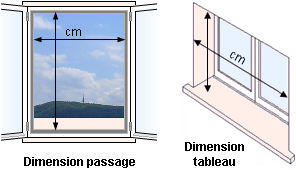 cm
Dimension passage
cm
Dimension
tableau